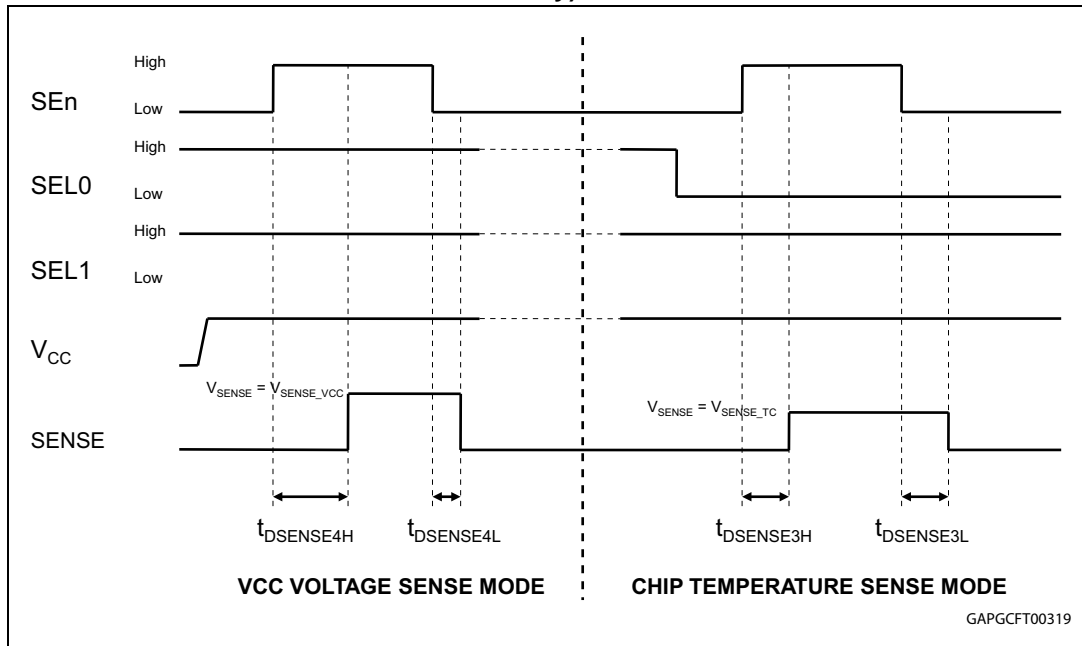 High
SEn
Low
High
SEL0
Low
High
SEL1
Low
VCC
VSENSE = VSENSE_VCC
VSENSE = VSENSE_TC
SENSE
tDSENSE4H
tDSENSE4L
tDSENSE3H
tDSENSE3L
VCC VOLTAGE SENSE MODE
CHIP TEMPERATURE SENSE MODE
GAPGCFT00319